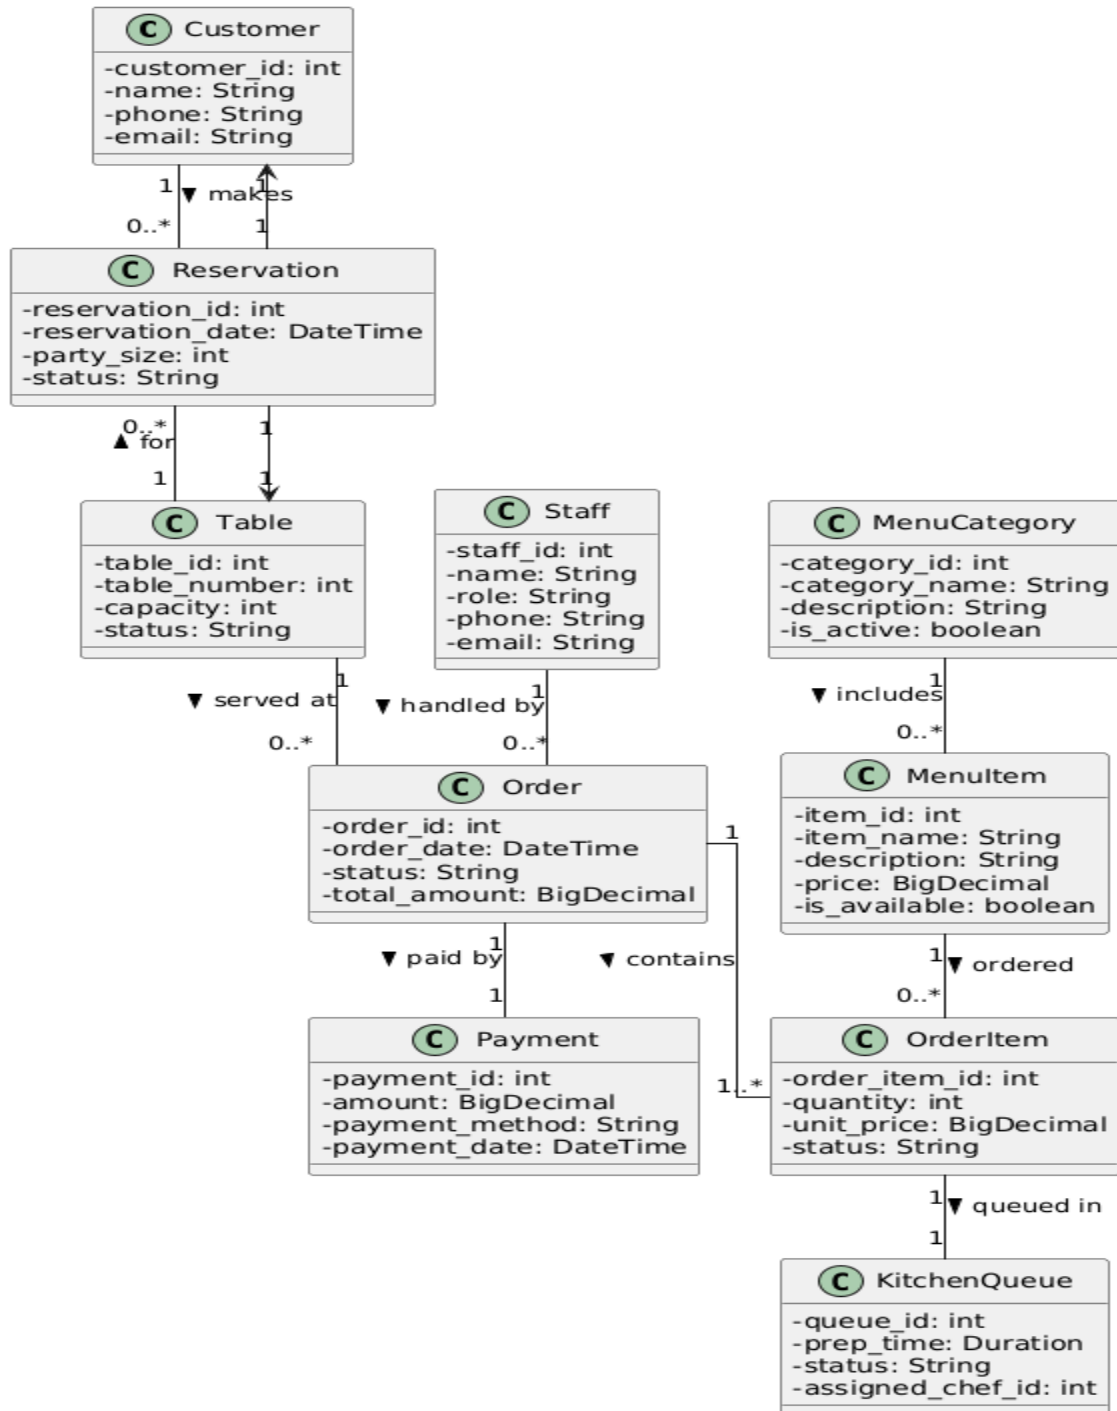 C Customer
-customer_id: int
-name: String
-phone: String
-email: String
1
▼ makes
1
0..*
1
C Reservation
-reservation_id: int
-reservation_date: DateTime
-party_size: int
-status: String
0..*
▲ for
1
1
1
C Table
-table_id: int
-table_number: int
-capacity: int
-status: String
C Staff
-staff_id: int
-name: String
-role: String
-phone: String
-email: String
C MenuCategory
-category_id: int
-category_name: String
-description: String
-is_active: boolean
1
▼ served at
0..*
1
▼ handled by
0..*
1
▼ includes
0..*
C Order
-order_id: int
-order_date: DateTime
-status: String
-total_amount: BigDecimal
C MenuItem
-item_id: int
-item_name: String
-description: String
-price: BigDecimal
-is_available: boolean
1
▼ paid by
1
1
▼ contains
1..*
1
▼ ordered
0..*
C Payment
-payment_id: int
-amount: BigDecimal
-payment_method: String
-payment_date: DateTime
C OrderItem
-order_item_id: int
-quantity: int
-unit_price: BigDecimal
-status: String
1
▼ queued in
1
C KitchenQueue
-queue_id: int
-prep_time: Duration
-status: String
-assigned_chef_id: int